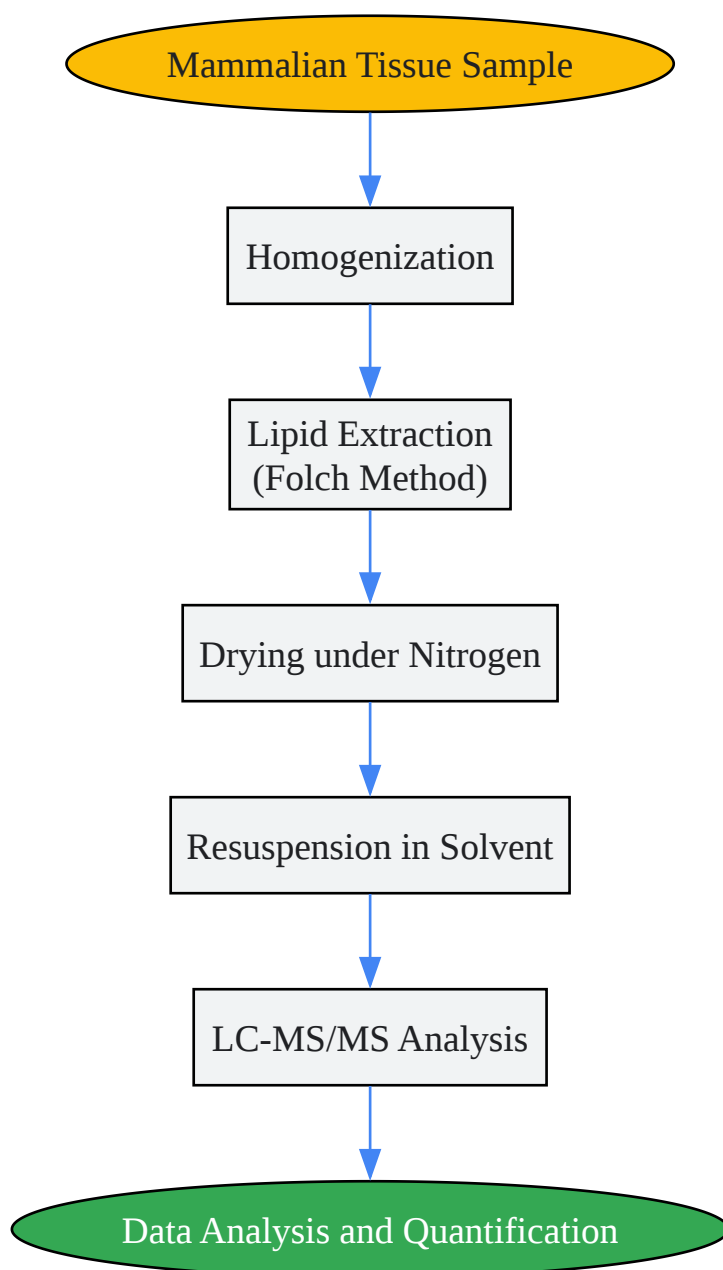 Mammalian Tissue Sample
Homogenization
Lipid Extraction
(Folch Method)
Drying under Nitrogen
Resuspension in Solvent
LC-MS/MS Analysis
Data Analysis and Quantification